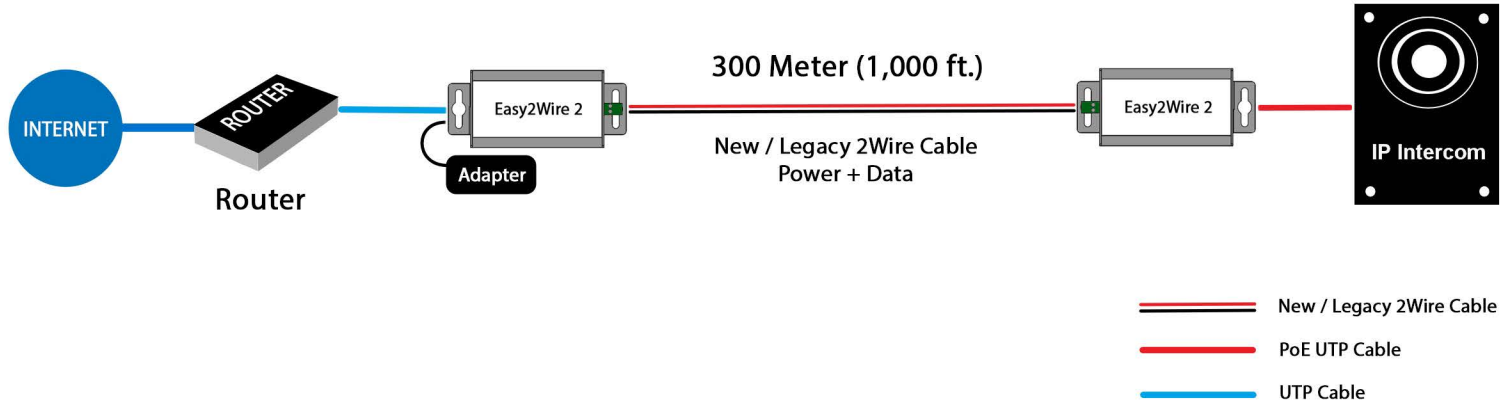 INTERNET
ROUTER
Router
Easy2Wire 2
Adapter
300 Meter (1,000 ft.)
New / Legacy 2Wire Cable
Power + Data
Easy2Wire 2
IP Intercom
New / Legacy 2Wire Cable
PoE UTP Cable
UTP Cable